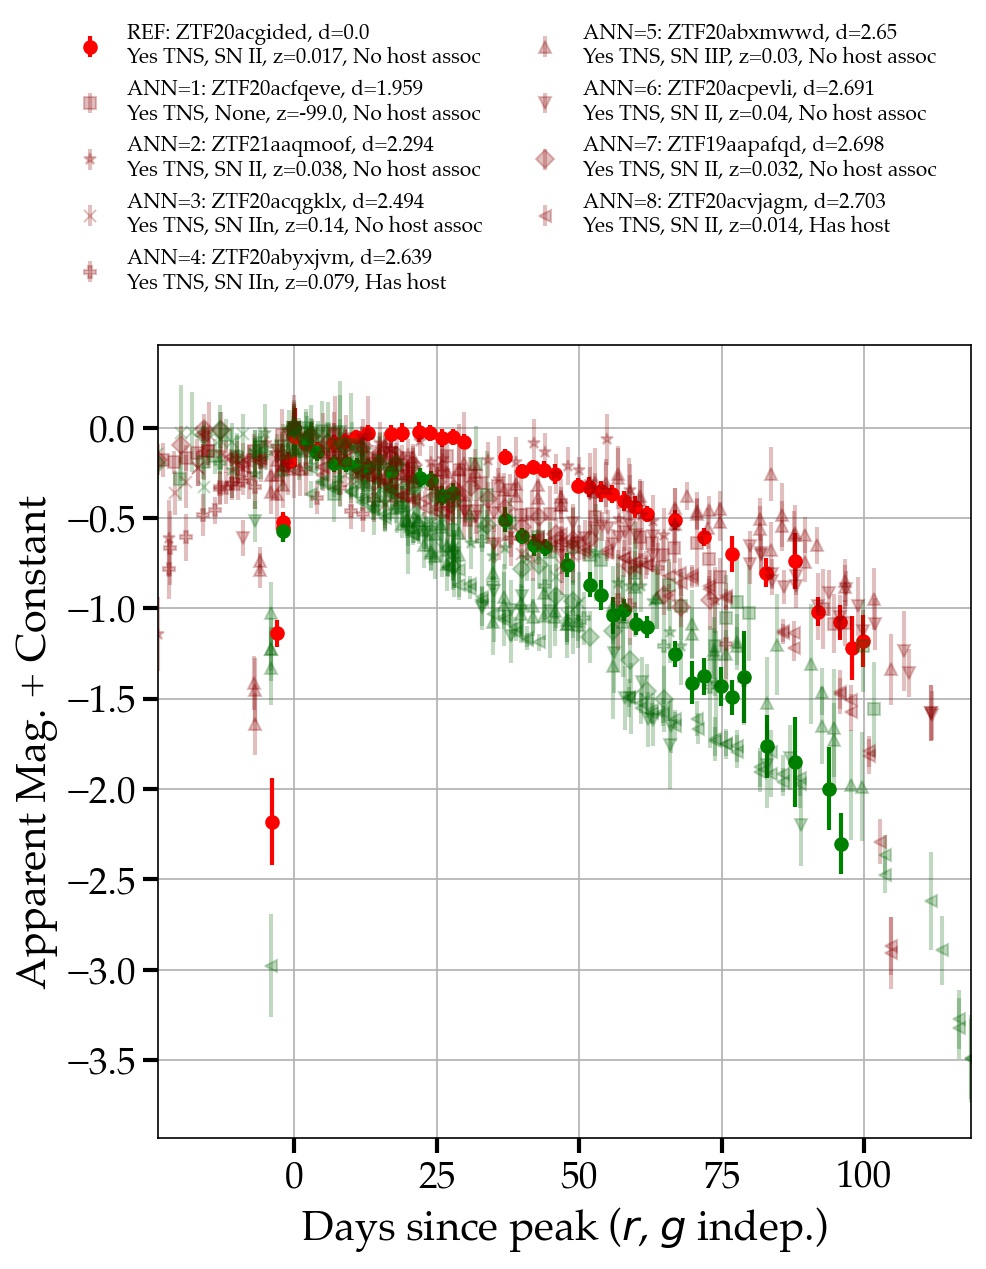 REF: ZTF20acgided, d=0.0
Yes TNS, SN II, z=0.017, No host assoc
ANN=1: ZTF20acfqeve, d=1.959
Yes TNS, None, z=-99.0, No host assoc
ANN=2: ZTF21aaqmoof, d=2.294
Yes TNS, SN II, z=0.038, No host assoc
ANN=3: ZTF20acqgklx, d=2.494
Yes TNS, SN IIn, z=0.14, No host assoc
ANN=4: ZTF20abyxjvm, d=2.639
Yes TNS, SN IIn, z=0.079, Has host
ANN=5: ZTF20abxmwwd, d=2.65
Yes TNS, SN IIP, z=0.03, No host assoc
ANN=6: ZTF20acpevli, d=2.691
Yes TNS, SN II, z=0.04, No host assoc
ANN=7: ZTF19aapafqd, d=2.698
Yes TNS, SN II, z=0.032, No host assoc
ANN=8: ZTF20acvjagm, d=2.703
Yes TNS, SN II, z=0.014, Has host
Apparent Mag. + Constant
0.0
−0.5
−1.0
−1.5
−2.0
−2.5
−3.0
−3.5
0 25 50 75 100
Days since peak (r, g indep.)